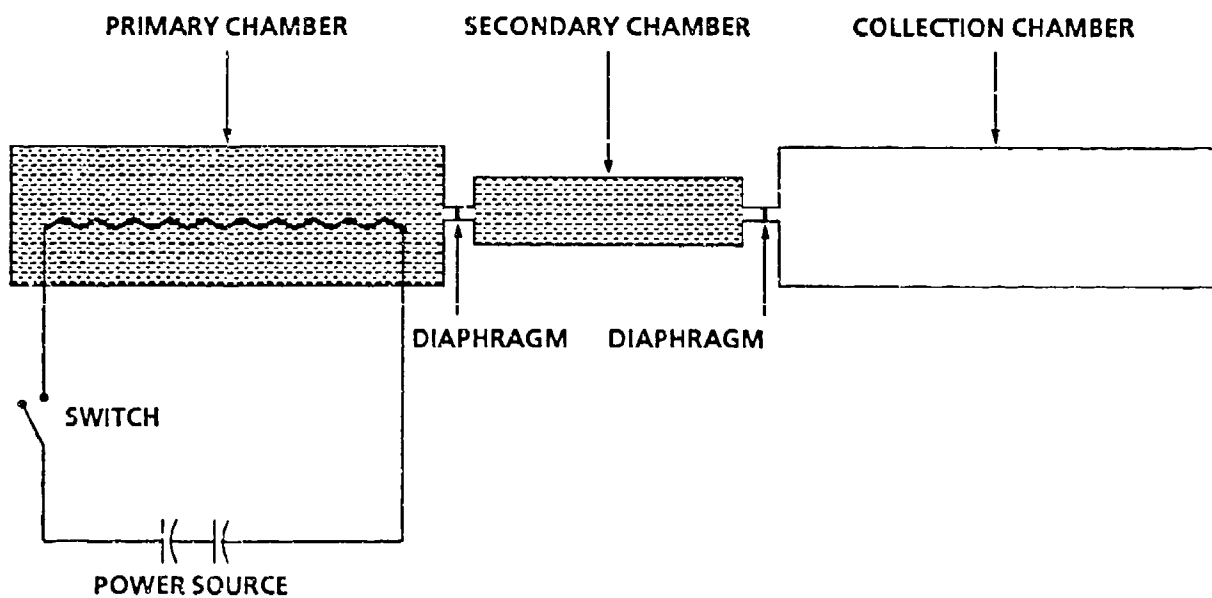 PRIMARY CHAMBER
SECONDARY CHAMBER
COLLECTION CHAMBER
DIAPHRAGM
DIAPHRAGM
SWITCH
POWER SOURCE